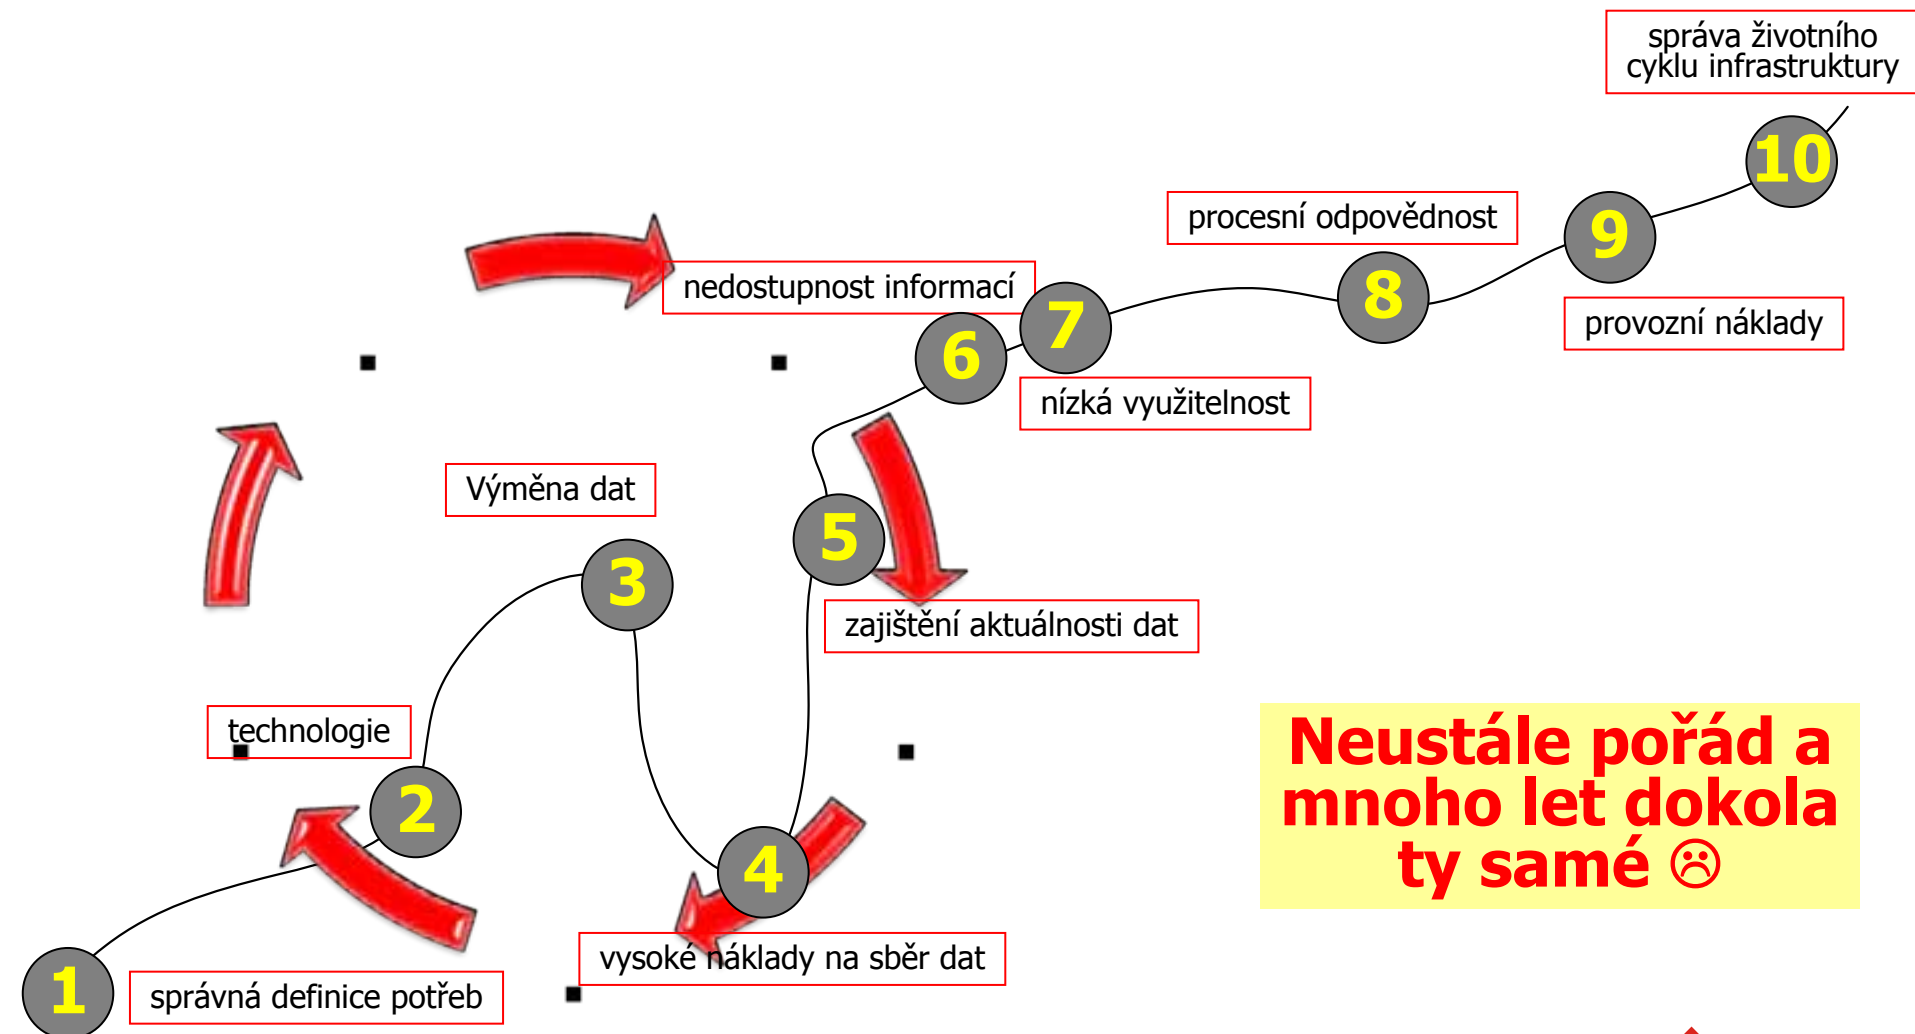 správa životního
cyklu infrastruktury
10
procesní odpovědnost
9
nedostupnost informací
8
7
provozní náklady
6
nízká využitelnost
Výměna dat
5
3
zajištění aktuálnosti dat
technologie
2
Neustále pořád a
mnoho let dokola
ty samé ☹
4
vysoké náklady na sběr dat
1
správná definice potřeb